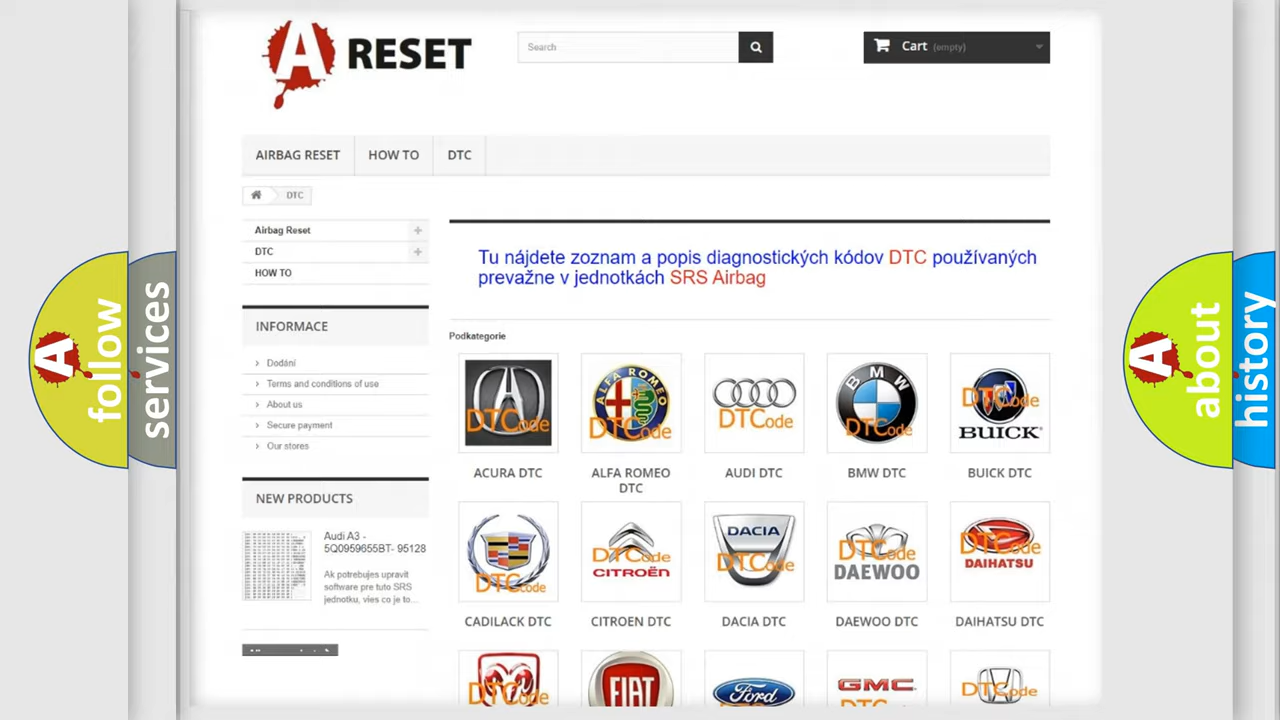 A RESET
Search
Cart (empty)
AIRBAG RESET
HOW TO
DTC
DTC
Airbag Reset
DTC
HOW TO
INFORMACE
Dodání
Terms and conditions of use
About us
Secure payment
Our stores
NEW PRODUCTS
Audi A3 -
5Q0959655BT- 95128
Ak potrebujes upravit
software pre tuto SRS
jednotku, vies co je to...
Tu nájdete zoznam a popis diagnostických kódov DTC používaných
prevažne v jednotkách SRS Airbag
Podkategorie
DTCode
ALFA ROMEO
DTCode
DTCode
BMW
DTCode
DTCode
BUICK
ACURA DTC
ALFA ROMEO
DTC
AUDI DTC
BMW DTC
BUICK DTC
DTCode
DTCode
CITROËN
DACIA
DTCode
DTCode
DAEWOO
DTCode
DAIHATSU
CADILACK DTC
CITROEN DTC
DACIA DTC
DAEWOO DTC
DAIHATSU DTC
DTCode
FIAT
Ford
GMC
DTCode
A follow
services
A about
history